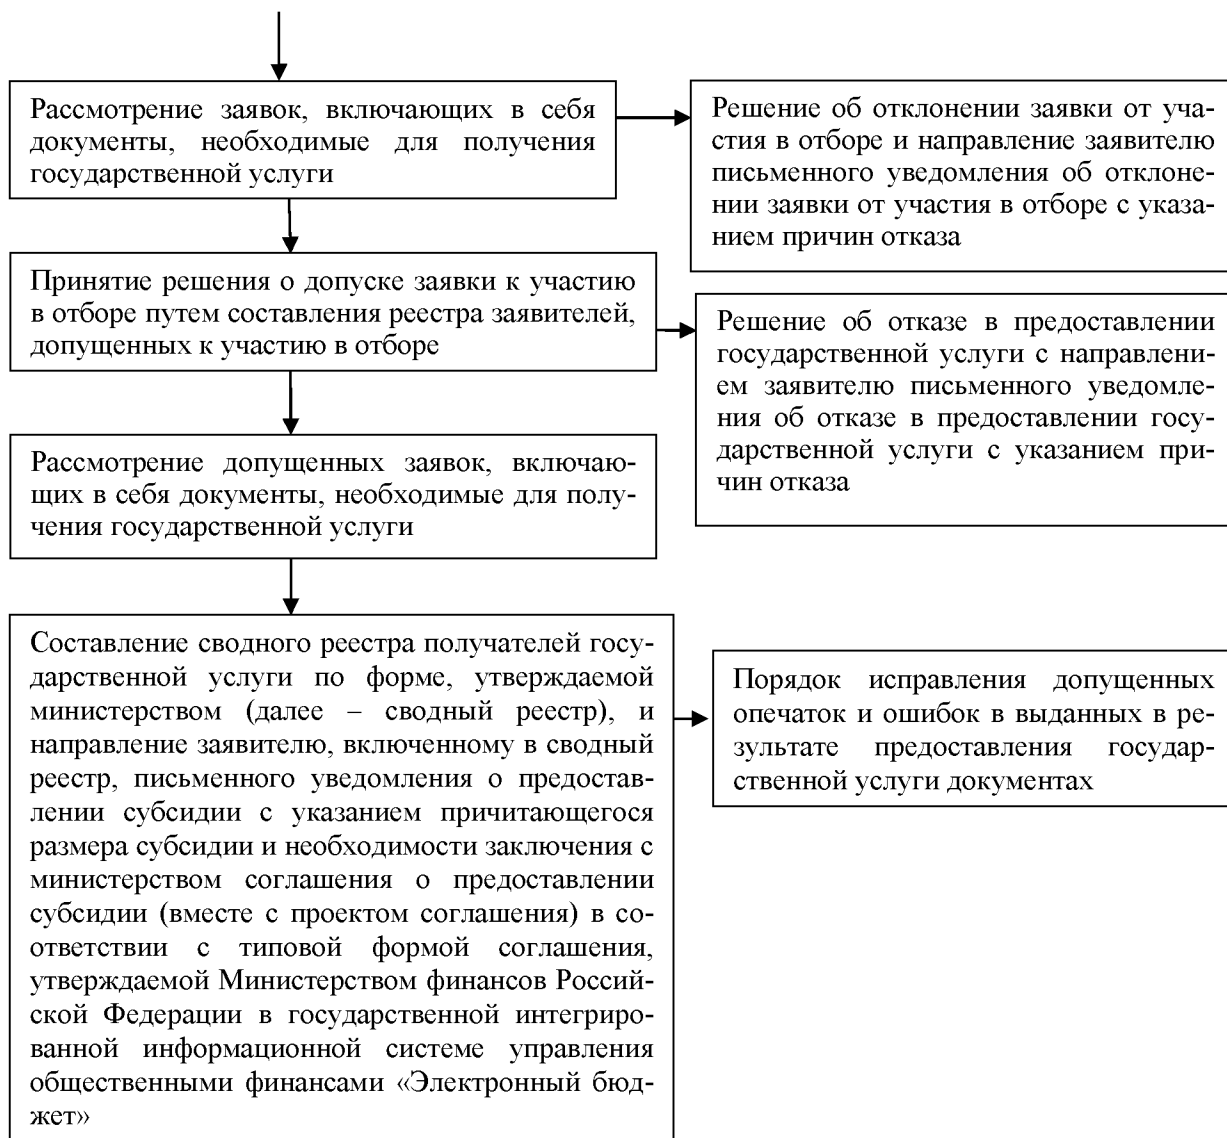 Рассмотрение заявок, включающих в себя
документы, необходимые для получения
государственной услуги
Решение об отклонении заявки от уча-
стия в отборе и направление заявителю
письменного уведомления об отклоне-
нии заявки от участия в отборе с указа-
нием причин отказа
Принятие решения о допуске заявки к участию
в отборе путем составления реестра заявителей,
допущенных к участию в отборе
Решение об отказе в предоставлении
государственной услуги с направлени-
ем заявителю письменного уведомле-
ния об отказе в предоставлении госу-
дарственной услуги с указанием при-
чин отказа
Рассмотрение допущенных заявок, включаю-
щих в себя документы, необходимые для полу-
чения государственной услуги
Составление сводного реестра получателей госу-
дарственной услуги по форме, утверждаемой
министерством (далее – сводный реестр), и
направление заявителю, включенному в сводный
реестр, письменного уведомления о предостав-
лении субсидии с указанием причитающегося
размера субсидии и необходимости заключения с
министерством соглашения о предоставлении
субсидии (вместе с проектом соглашения) в со-
ответствии с типовой формой соглашения,
утверждаемой Министерством финансов Россий-
ской Федерации в государственной интегриро-
ванной информационной системе управления
общественными финансами «Электронный бюд-
жет»
Порядок исправления допущенных
опечаток и ошибок в выданных в ре-
зультате предоставления государ-
ственной услуги документах